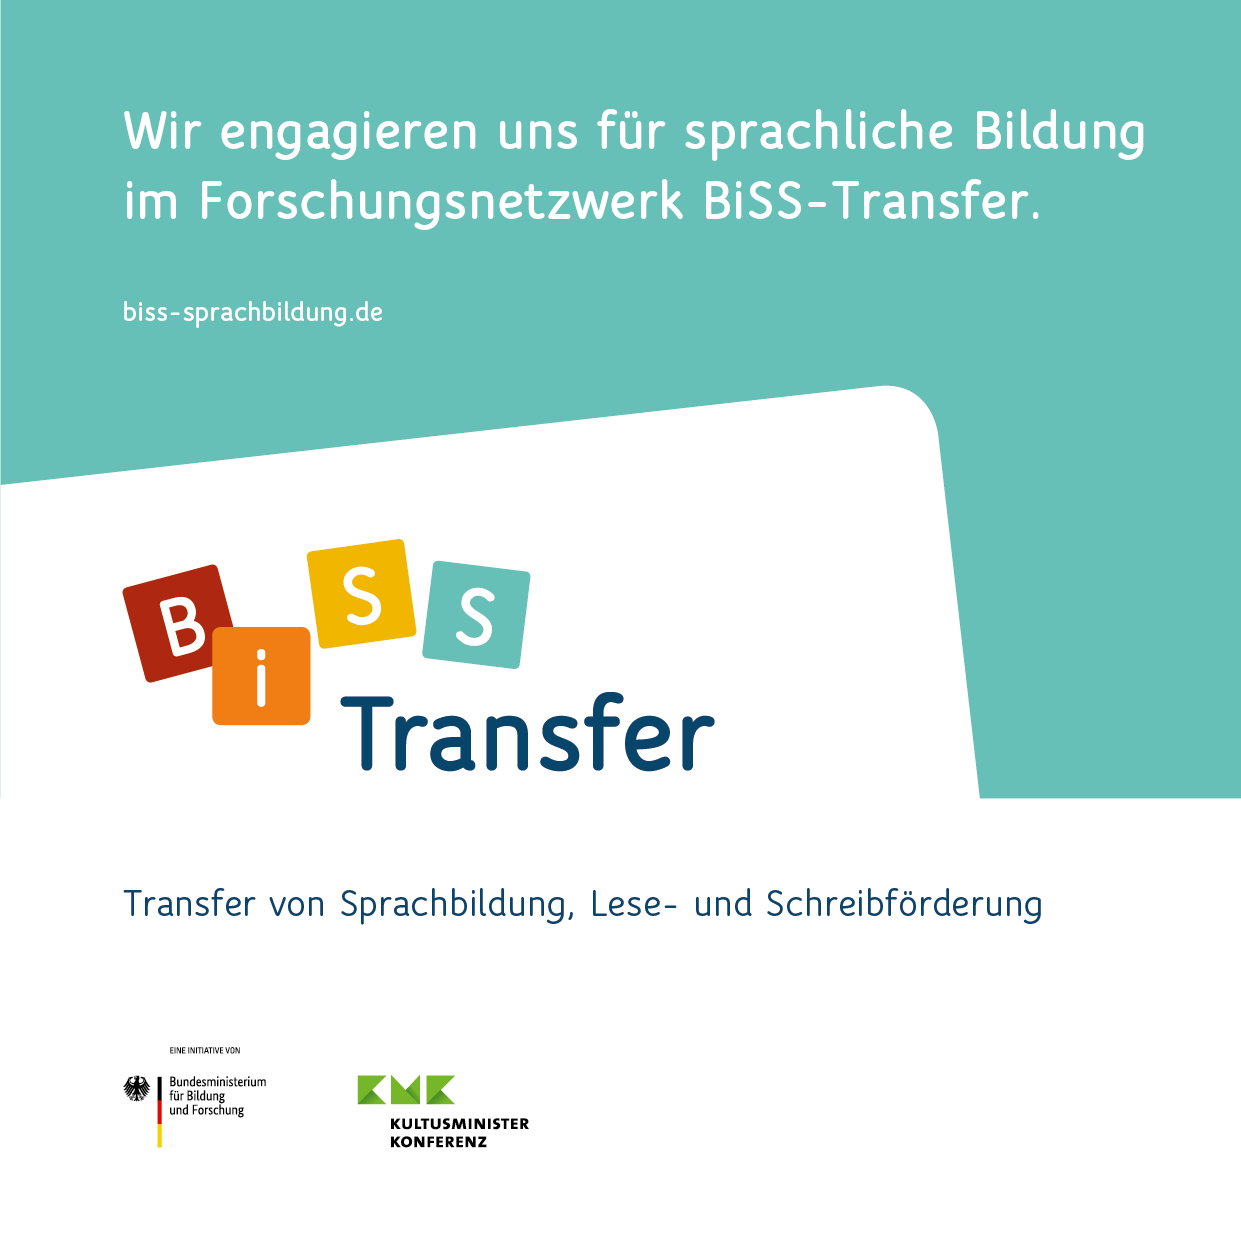 Wir engagieren uns für sprachliche Bildung
im Forschungsnetzwerk BiSS-Transfer.
biss-sprachbildung.de
BiSS
Transfer
Transfer von Sprachbildung, Lese- und Schreibförderung
EINE INITIATIVE VON
Bundesministerium
für Bildung
und Forschung
KMK
KULTUSMINISTER
KONFERENZ